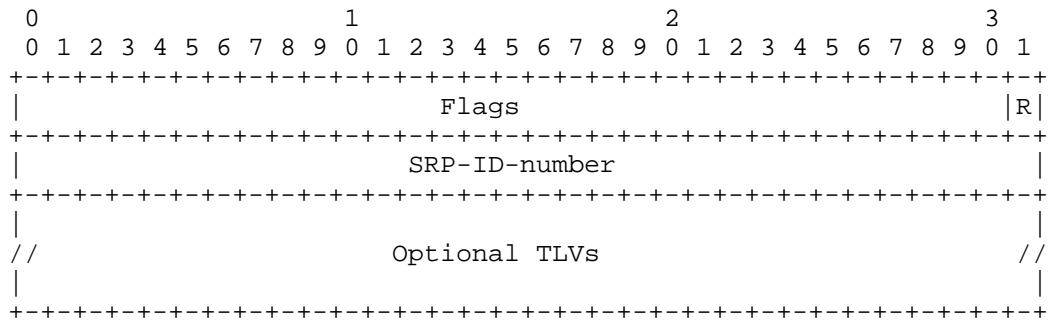 0                   1                   2                   3
 0 1 2 3 4 5 6 7 8 9 0 1 2 3 4 5 6 7 8 9 0 1 2 3 4 5 6 7 8 9 0 1
+-+-+-+-+-+-+-+-+-+-+-+-+-+-+-+-+-+-+-+-+-+-+-+-+-+-+-+-+-+-+-+-+
|                          Flags                              |R|
+-+-+-+-+-+-+-+-+-+-+-+-+-+-+-+-+-+-+-+-+-+-+-+-+-+-+-+-+-+-+-+-+
|                        SRP-ID-number                          |
+-+-+-+-+-+-+-+-+-+-+-+-+-+-+-+-+-+-+-+-+-+-+-+-+-+-+-+-+-+-+-+-+
|                                                               |
//                      Optional TLVs                          //
|                                                               |
+-+-+-+-+-+-+-+-+-+-+-+-+-+-+-+-+-+-+-+-+-+-+-+-+-+-+-+-+-+-+-+-+